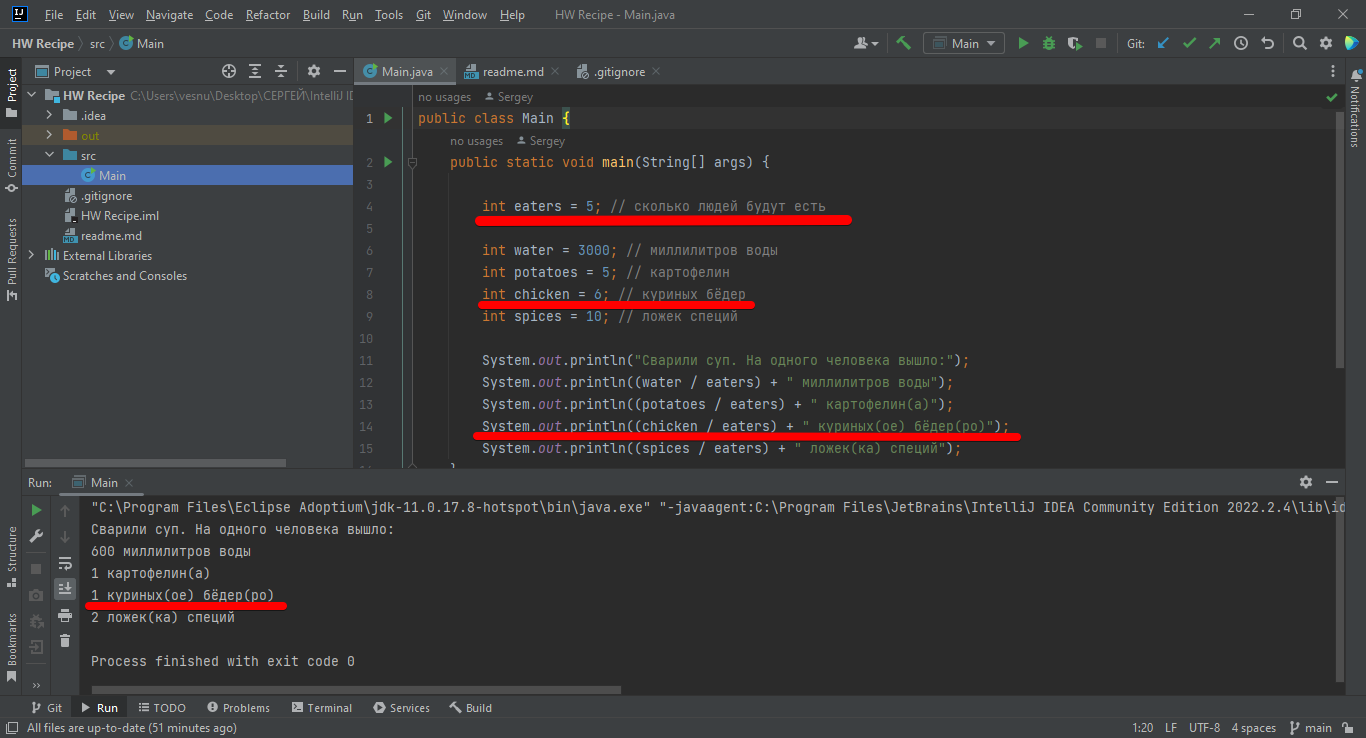 File Edit View Navigate Code Refactor Build Run Tools Git Window Help HW Recipe - Main.java
HW Recipe src Main
Main Git:
Project
Main.java readme.md .gitignore
HW Recipe C:\Users\vesnu\Desktop\СЕРГЕЙ\IntelliJ ID
.idea
out
src
Main
.gitignore
HW Recipe.iml
readme.md
External Libraries
Scratches and Consoles
Project
Commit
Pull Requests
Structure
Bookmarks
Notifications
no usages Sergey
1 public class Main {
no usages Sergey
2 public static void main(String[] args) {
3
4 int eaters = 5; // сколько людей будут есть
5
6 int water = 3000; // миллилитров воды
7 int potatoes = 5; // картофелин
8 int chicken = 6; // куриных бёдер
9 int spices = 10; // ложек специй
10
11 System.out.println("Сварили суп. На одного человека вышло:");
12 System.out.println((water / eaters) + " миллилитров воды");
13 System.out.println((potatoes / eaters) + " картофелин(а)");
14 System.out.println((chicken / eaters) + " куриных(ое) бёдер(ро)");
15 System.out.println((spices / eaters) + " ложек(ка) специй");
Run: Main
"C:\Program Files\Eclipse Adoptium\jdk-11.0.17.8-hotspot\bin\java.exe" "-javaagent:C:\Program Files\JetBrains\IntelliJ IDEA Community Edition 2022.2.4\lib\id
Сварили суп. На одного человека вышло:
600 миллилитров воды
1 картофелин(а)
1 куриных(ое) бёдер(ро)
2 ложек(ка) специй
Process finished with exit code 0
Git Run TODO Problems Terminal Services Build
All files are up-to-date (51 minutes ago) 1:20 LF UTF-8 4 spaces main